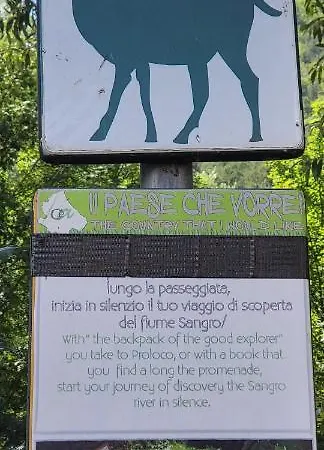 Il PAESE CHE VORREI
THE COUNTRY THAT I WOULD LIKE
lungo la passeggiata,
inizia in silenzio il tuo viaggio di scoperta
del fiume Sangro/
With" the backpack of the good explorer"
you take to Proloco, or with a book that
you find a long the promenade,
start your journey of discovery the Sangro
river in silence.